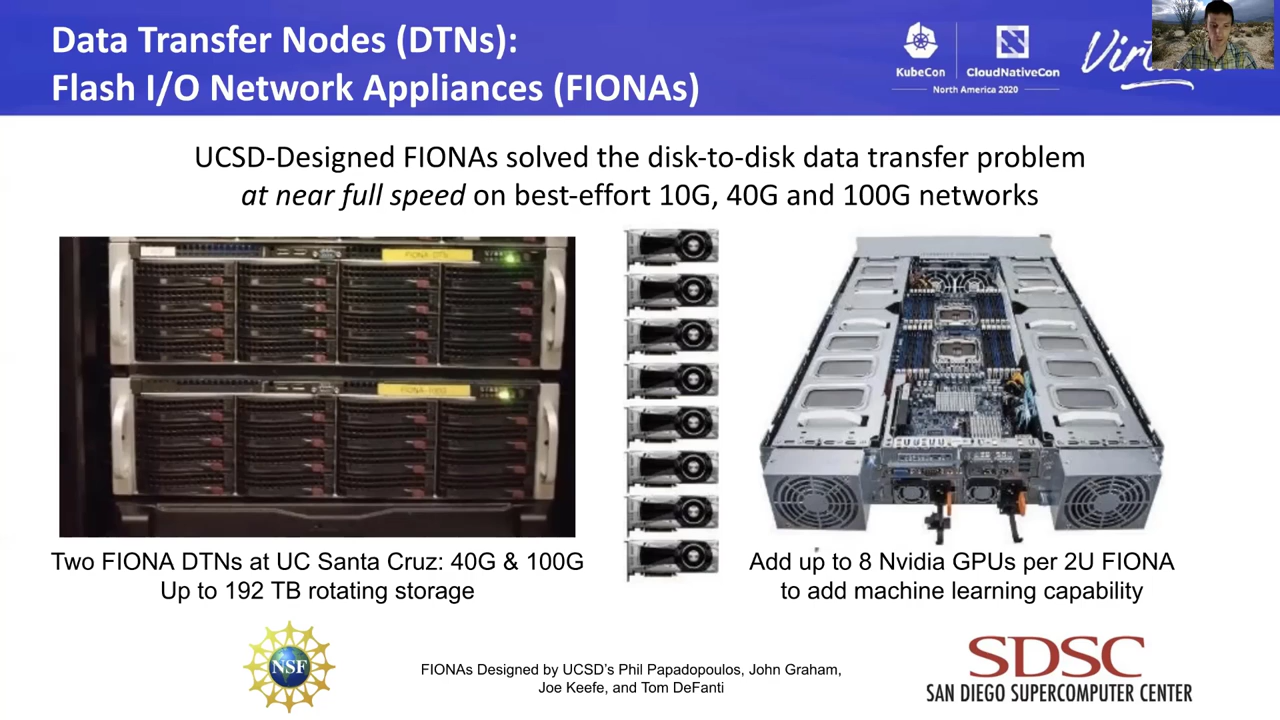 Data Transfer Nodes (DTNs):
Flash I/O Network Appliances (FIONAs)
KubeCon
CloudNativeCon
North America 2020
UCSD-Designed FIONAs solved the disk-to-disk data transfer problem
at near full speed on best-effort 10G, 40G and 100G networks
FIONA DTN
Two FIONA DTNs at UC Santa Cruz: 40G & 100G
Up to 192 TB rotating storage
Add up to 8 Nvidia GPUs per 2U FIONA
to add machine learning capability
NSF
FIONAs Designed by UCSD's Phil Papadopoulos, John Graham,
Joe Keefe, and Tom DeFanti
SDSC
SAN DIEGO SUPERCOMPUTER CENTER